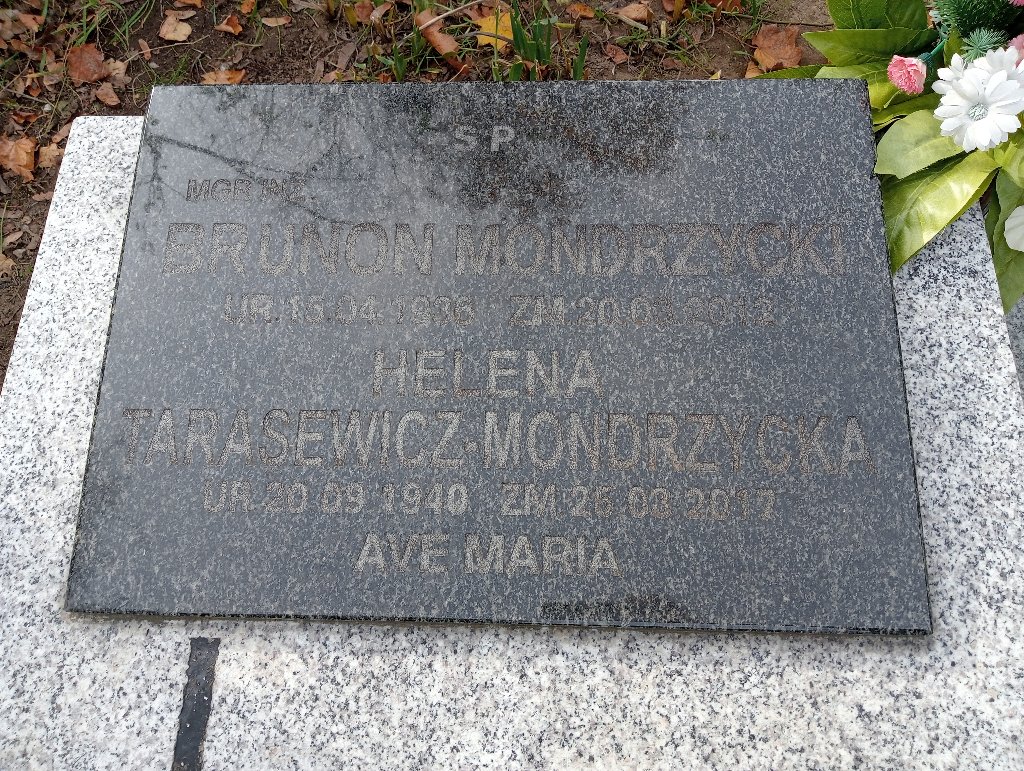 Ś P
MGR INŻ
BRUNON MONDRZYCKI
UR. 15.04.1936 ZM. 20.03.2012
HELENA
TARASEWICZ-MONDRZYCKA
UR. 20.09.1940 ZM. 25.03.2017
AVE MARIA